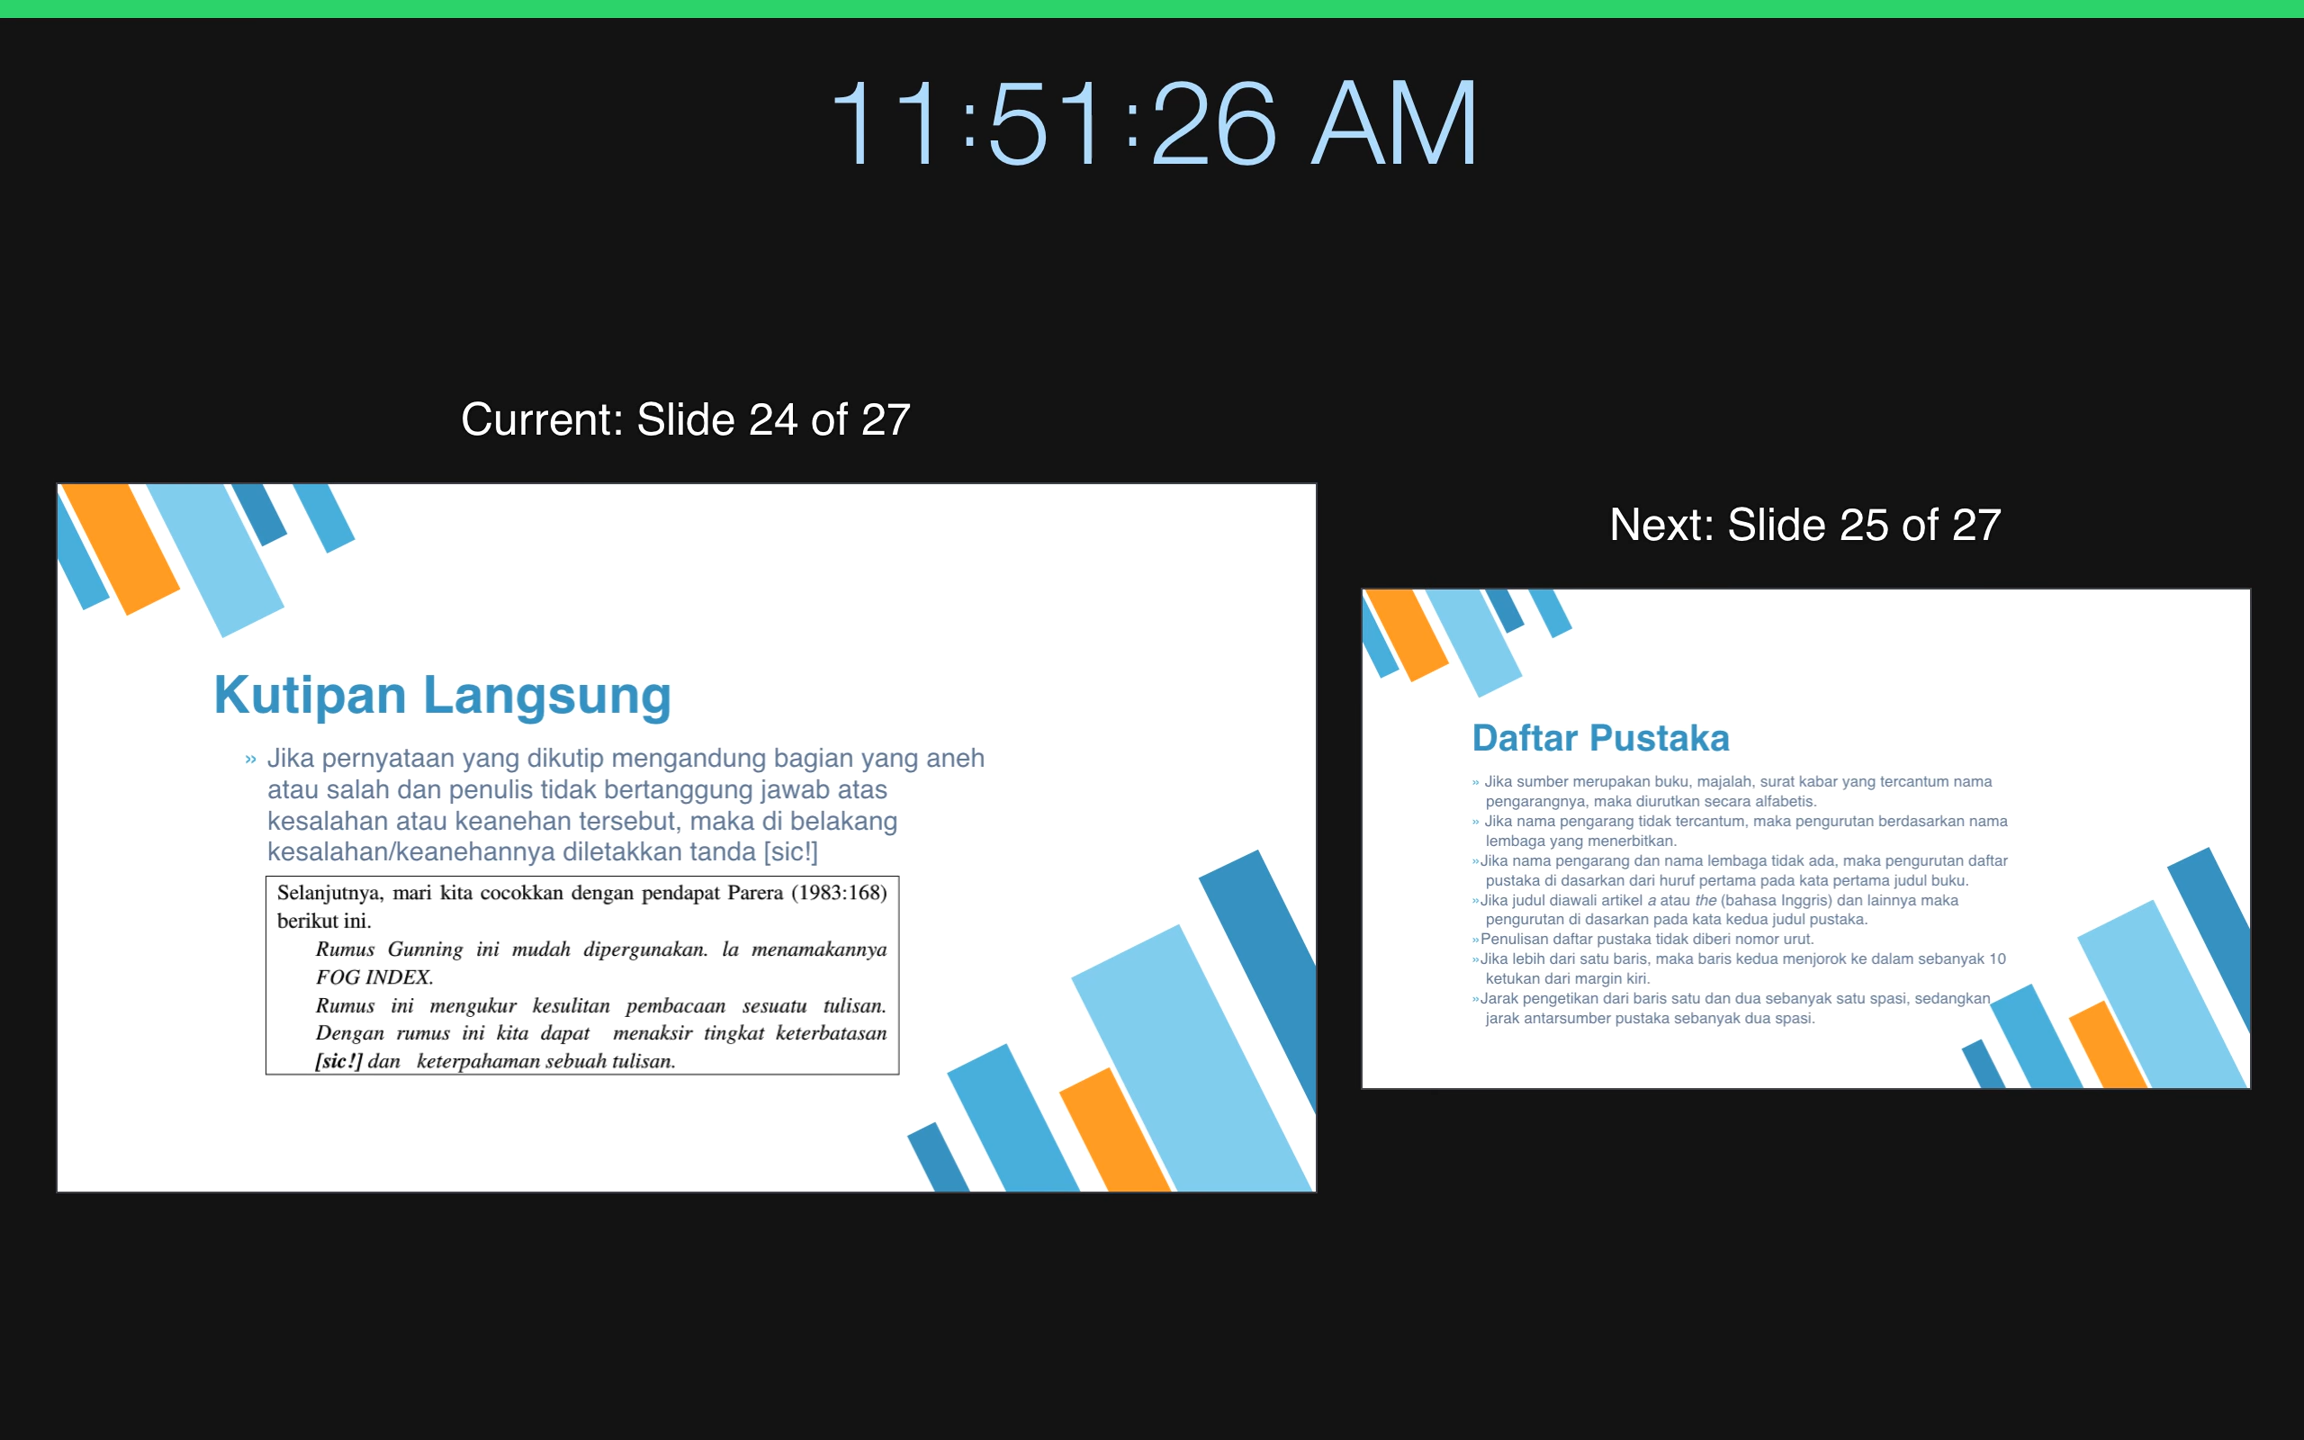 11:51:26 AM
Current: Slide 24 of 27
Kutipan Langsung
» Jika pernyataan yang dikutip mengandung bagian yang aneh
atau salah dan penulis tidak bertanggung jawab atas
kesalahan atau keanehan tersebut, maka di belakang
kesalahan/keanehannya diletakkan tanda [sic!]
Selanjutnya, mari kita cocokkan dengan pendapat Parera (1983:168)
berikut ini.
Rumus Gunning ini mudah dipergunakan. la menamakannya
FOG INDEX.
Rumus ini mengukur kesulitan pembacaan sesuatu tulisan.
Dengan rumus ini kita dapat menaksir tingkat keterbatasan
[sic!] dan keterpahaman sebuah tulisan.
Next: Slide 25 of 27
Daftar Pustaka
» Jika sumber merupakan buku, majalah, surat kabar yang tercantum nama
pengarangnya, maka diurutkan secara alfabetis.
» Jika nama pengarang tidak tercantum, maka pengurutan berdasarkan nama
lembaga yang menerbitkan.
»Jika nama pengarang dan nama lembaga tidak ada, maka pengurutan daftar
pustaka di dasarkan dari huruf pertama pada kata pertama judul buku.
»Jika judul diawali artikel a atau the (bahasa Inggris) dan lainnya maka
pengurutan di dasarkan pada kata kedua judul pustaka.
»Penulisan daftar pustaka tidak diberi nomor urut.
»Jika lebih dari satu baris, maka baris kedua menjorok ke dalam sebanyak 10
ketukan dari margin kiri.
»Jarak pengetikan dari baris satu dan dua sebanyak satu spasi, sedangkan
jarak antarsumber pustaka sebanyak dua spasi.